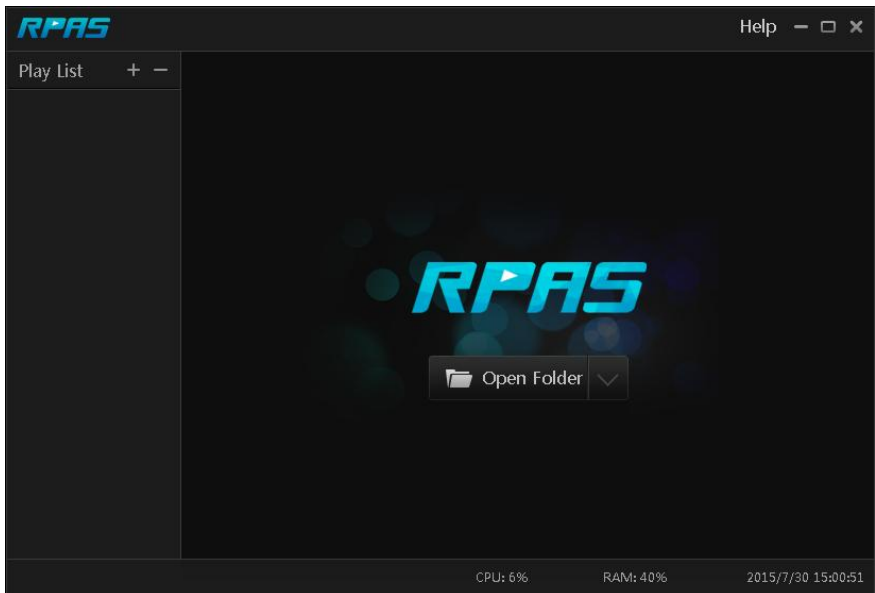 RPAS
Help
Play List
RPAS
Open Folder
CPU: 6%
RAM: 40%
2015/7/30 15:00:51